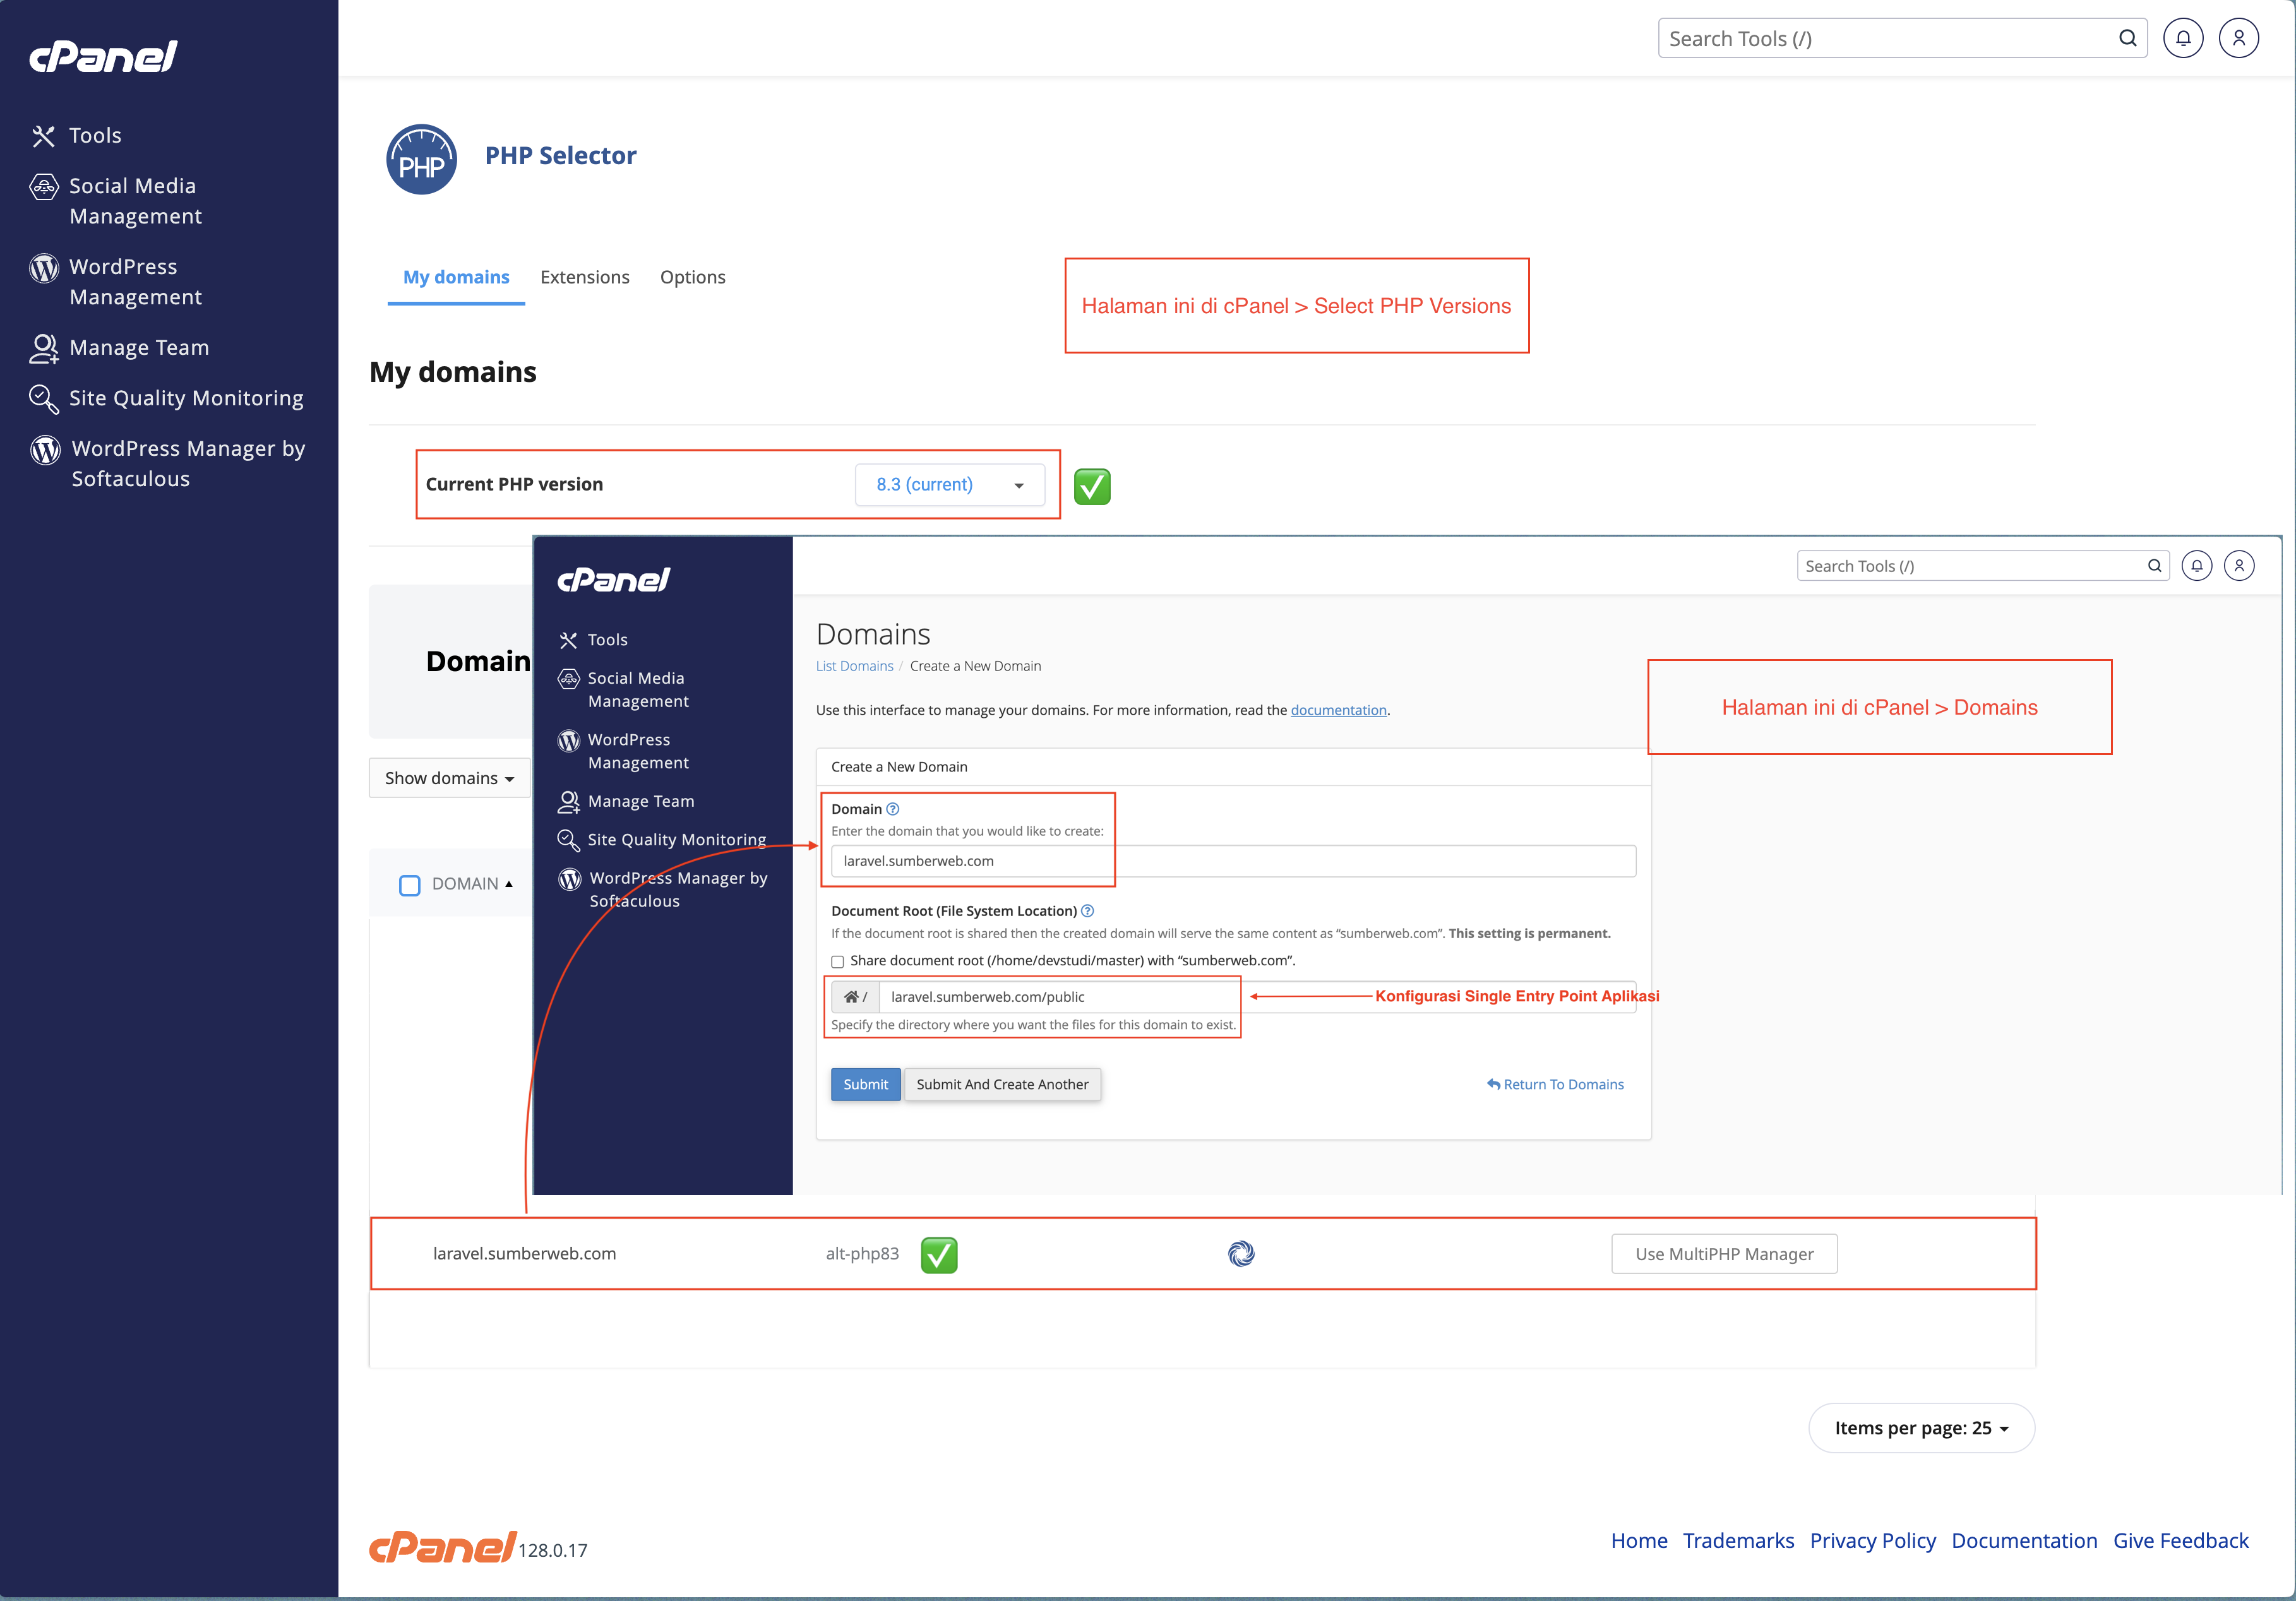 cPanel
Search Tools (/)
Tools
Social Media
Management
WordPress
Management
Manage Team
Site Quality Monitoring
WordPress Manager by
Softaculous
PHP
PHP Selector
My domains
Extensions
Options
Halaman ini di cPanel > Select PHP Versions
My domains
Current PHP version
8.3 (current)
Domain
Show domains
DOMAIN
cPanel
Search Tools (/)
Tools
Social Media
Management
WordPress
Management
Manage Team
Site Quality Monitoring
WordPress Manager by
Softaculous
Domains
List Domains / Create a New Domain
Halaman ini di cPanel > Domains
Use this interface to manage your domains. For more information, read the documentation.
Create a New Domain
Domain
Enter the domain that you would like to create:
laravel.sumberweb.com
Document Root (File System Location)
If the document root is shared then the created domain will serve the same content as “sumberweb.com”. This setting is permanent.
Share document root (/home/devstudi/master) with “sumberweb.com”.
/ laravel.sumberweb.com/public
Konfigurasi Single Entry Point Aplikasi
Specify the directory where you want the files for this domain to exist.
Submit
Submit And Create Another
Return To Domains
laravel.sumberweb.com
alt-php83
Use MultiPHP Manager
Items per page: 25
cPanel 128.0.17
Home
Trademarks
Privacy Policy
Documentation
Give Feedback